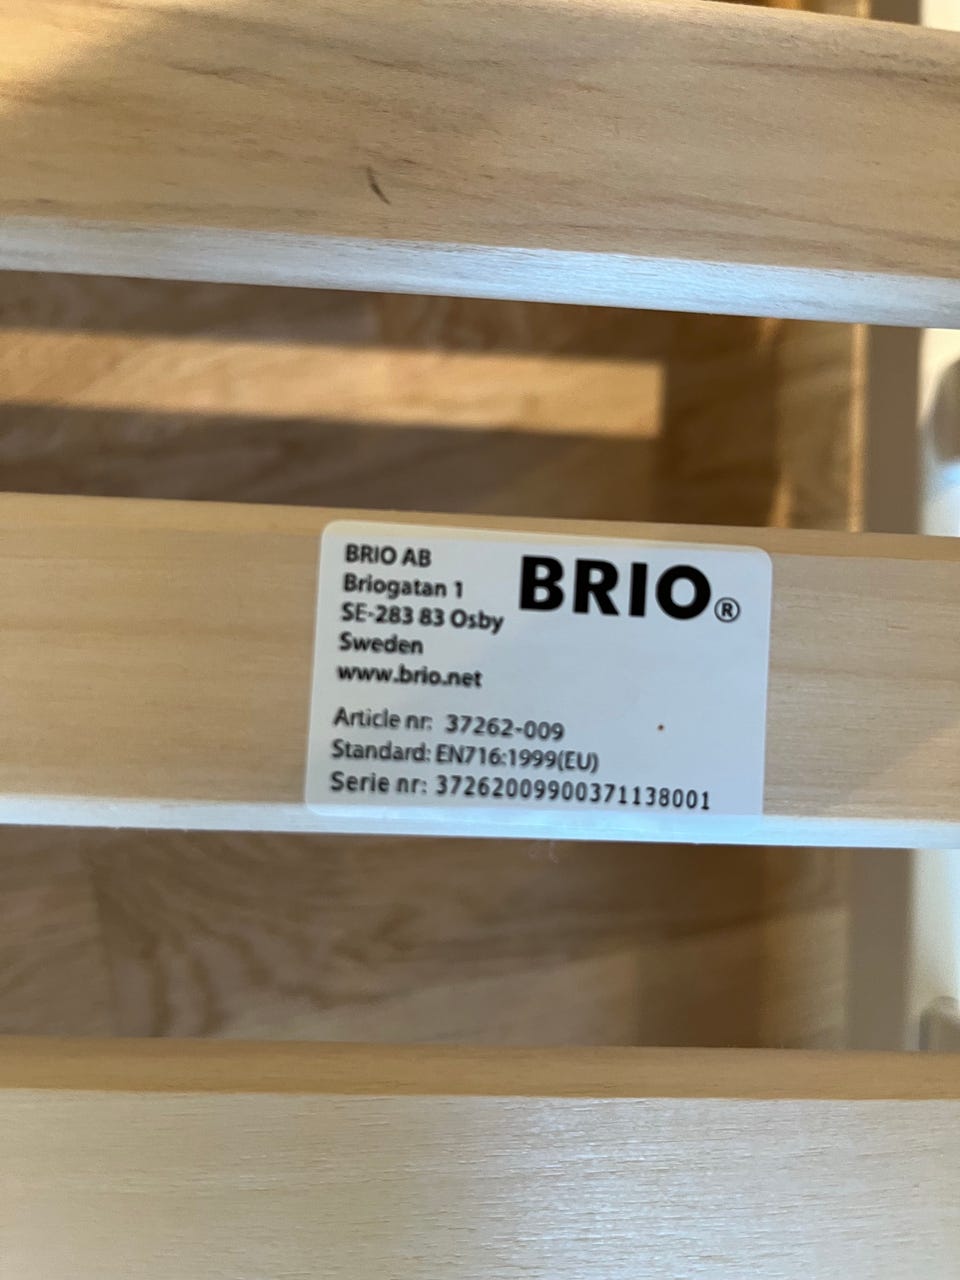 BRIO AB
Briogatan 1
SE-283 83 Osby
Sweden
www.brio.net
BRIO®
Article nr: 37262-009
Standard: EN716:1999(EU)
Serie nr: 37262009900371138001